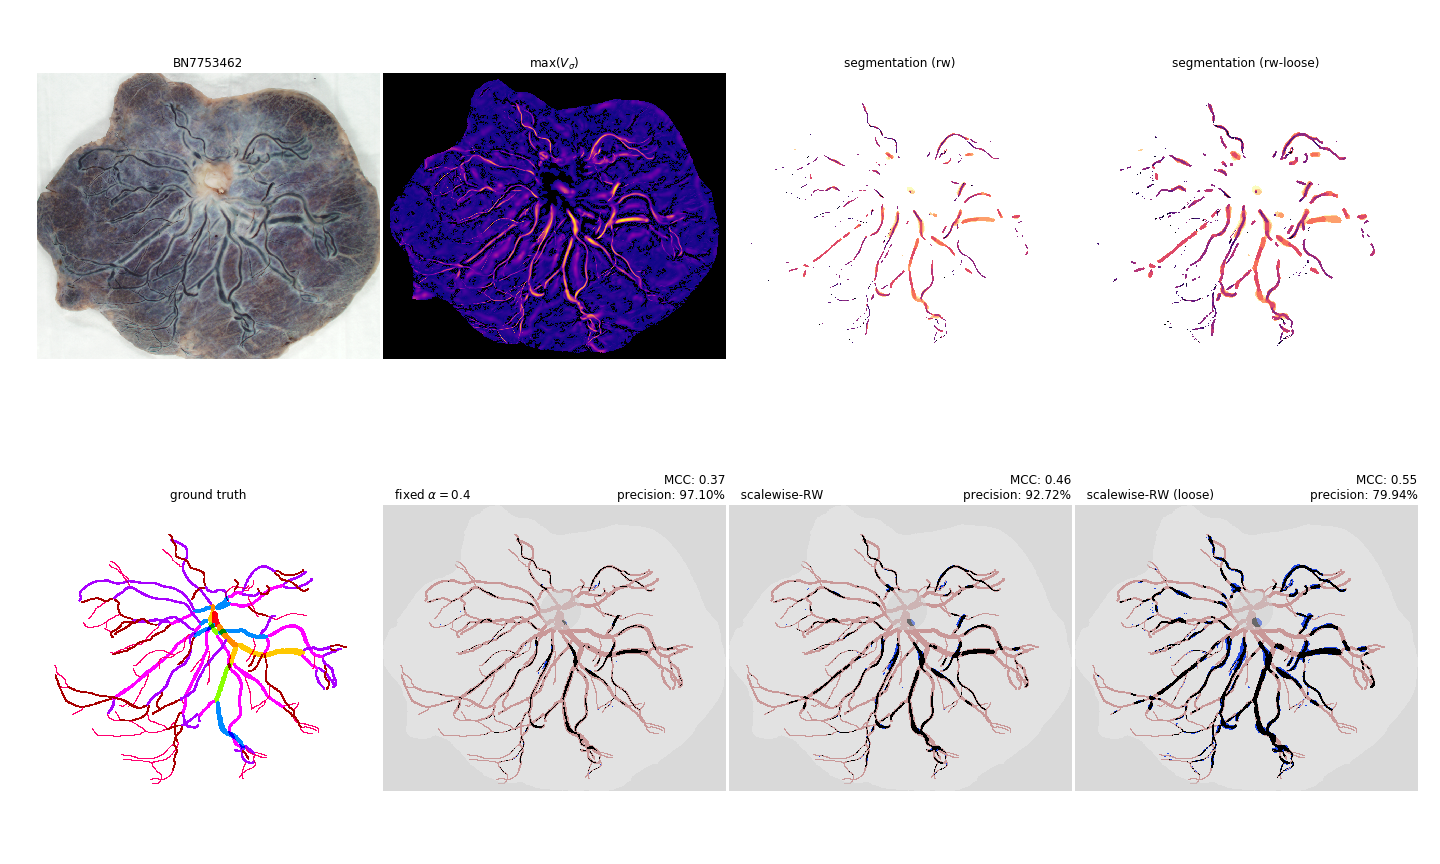 BN7753462
max(Vσ)
segmentation (rw)
segmentation (rw-loose)
ground truth
fixed α = 0.4
MCC: 0.37
precision: 97.10%
scalewise-RW
MCC: 0.46
precision: 92.72%
scalewise-RW (loose)
MCC: 0.55
precision: 79.94%